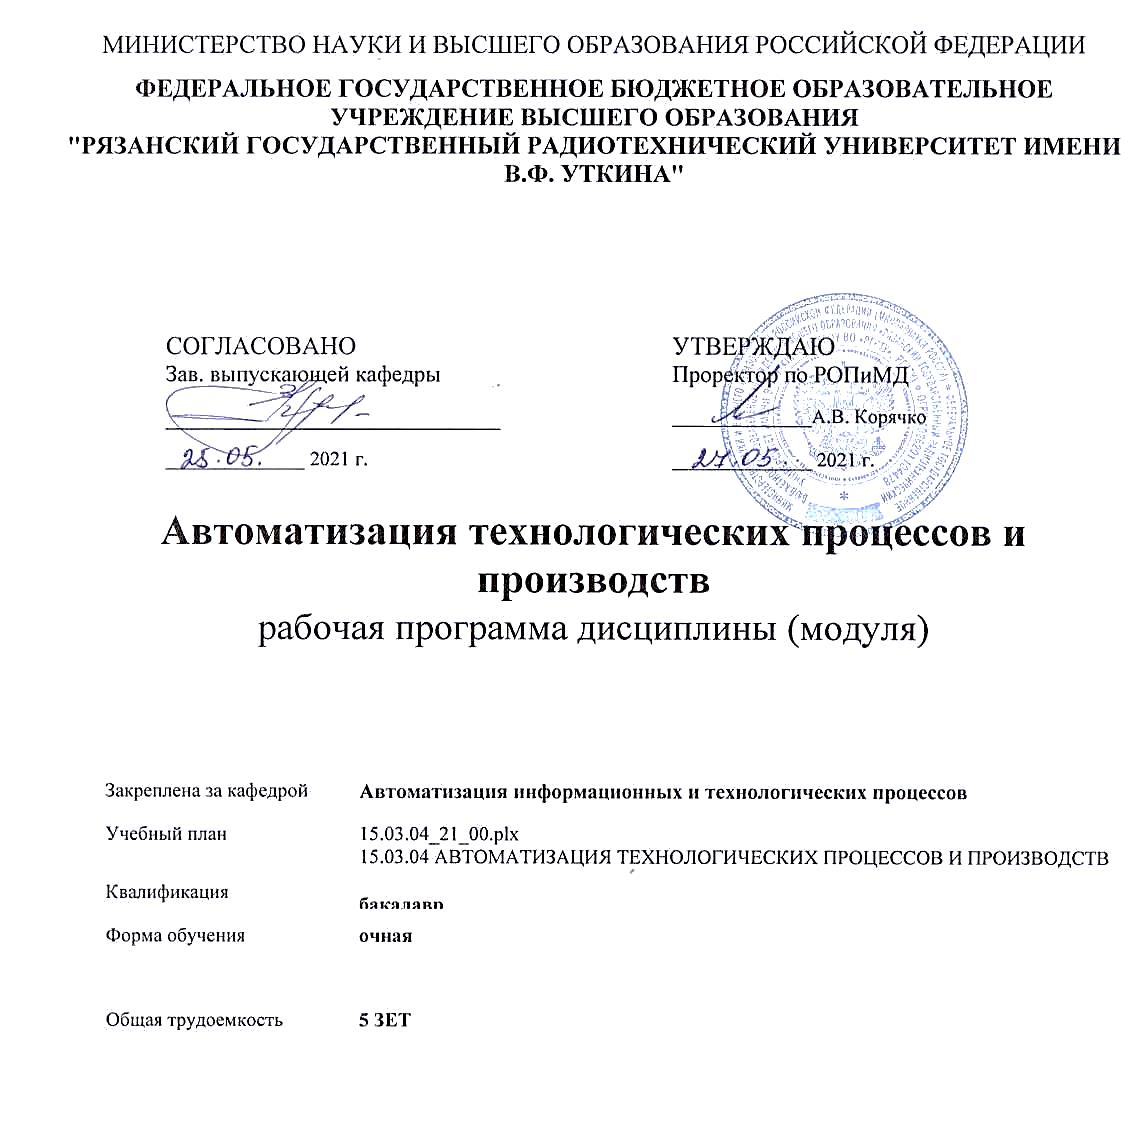 МИНИСТЕРСТВО НАУКИ И ВЫСШЕГО ОБРАЗОВАНИЯ РОССИЙСКОЙ ФЕДЕРАЦИИ
ФЕДЕРАЛЬНОЕ ГОСУДАРСТВЕННОЕ БЮДЖЕТНОЕ ОБРАЗОВАТЕЛЬНОЕ
УЧРЕЖДЕНИЕ ВЫСШЕГО ОБРАЗОВАНИЯ
"РЯЗАНСКИЙ ГОСУДАРСТВЕННЫЙ РАДИОТЕХНИЧЕСКИЙ УНИВЕРСИТЕТ ИМЕНИ
В.Ф. УТКИНА"
СОГЛАСОВАНО
Зав. выпускающей кафедры
25.05. 2021 г.
УТВЕРЖДАЮ
Проректор по РОПиМД
А.В. Корячко
27.05. 2021 г.
Автоматизация технологических процессов и
производств
рабочая программа дисциплины (модуля)
Закреплена за кафедрой Автоматизация информационных и технологических процессов
Учебный план 15.03.04_21_00.plx
15.03.04 АВТОМАТИЗАЦИЯ ТЕХНОЛОГИЧЕСКИХ ПРОЦЕССОВ И ПРОИЗВОДСТВ
Квалификация бакалавр
Форма обучения очная
Общая трудоемкость 5 ЗЕТ